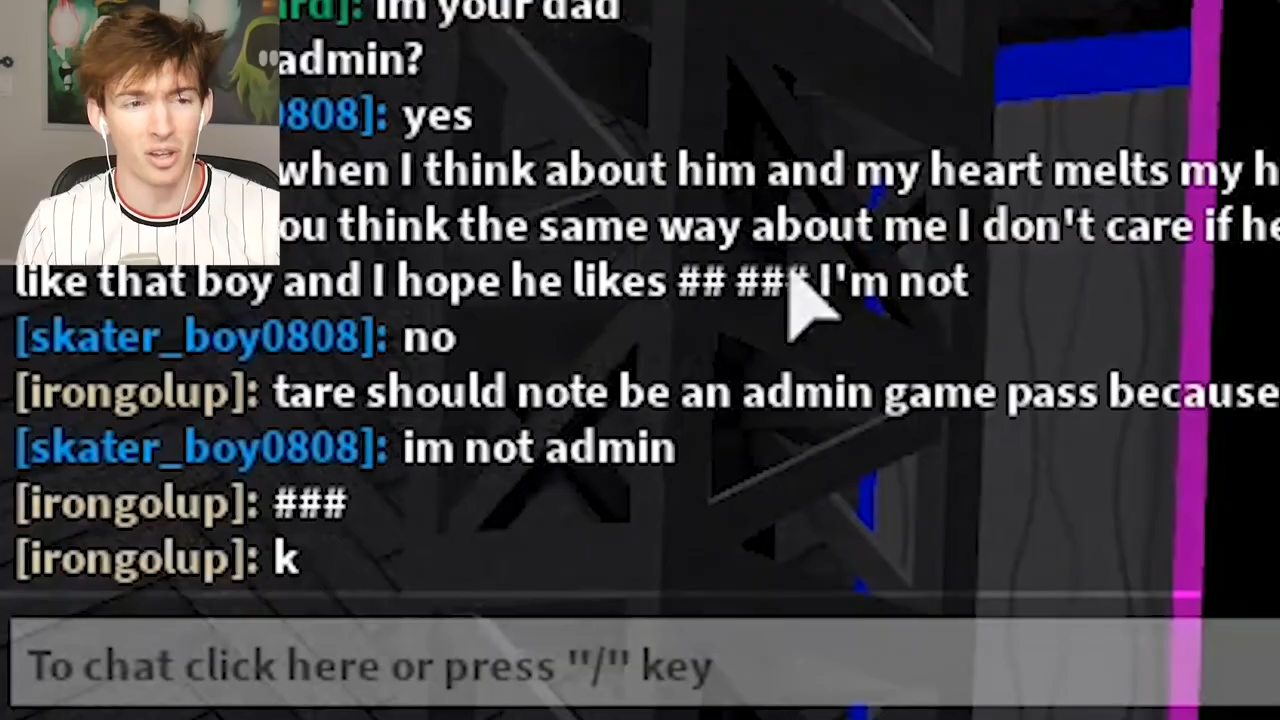 ard]: im your dad
admin?
0808]: yes
when I think about him and my heart melts my h
ou think the same way about me I don't care if he
like that boy and I hope he likes ## ### I'm not
[skater_boy0808]: no
[irongolup]: tare should note be an admin game pass because
[skater_boy0808]: im not admin
[irongolup]: ###
[irongolup]: k
To chat click here or press "/" key